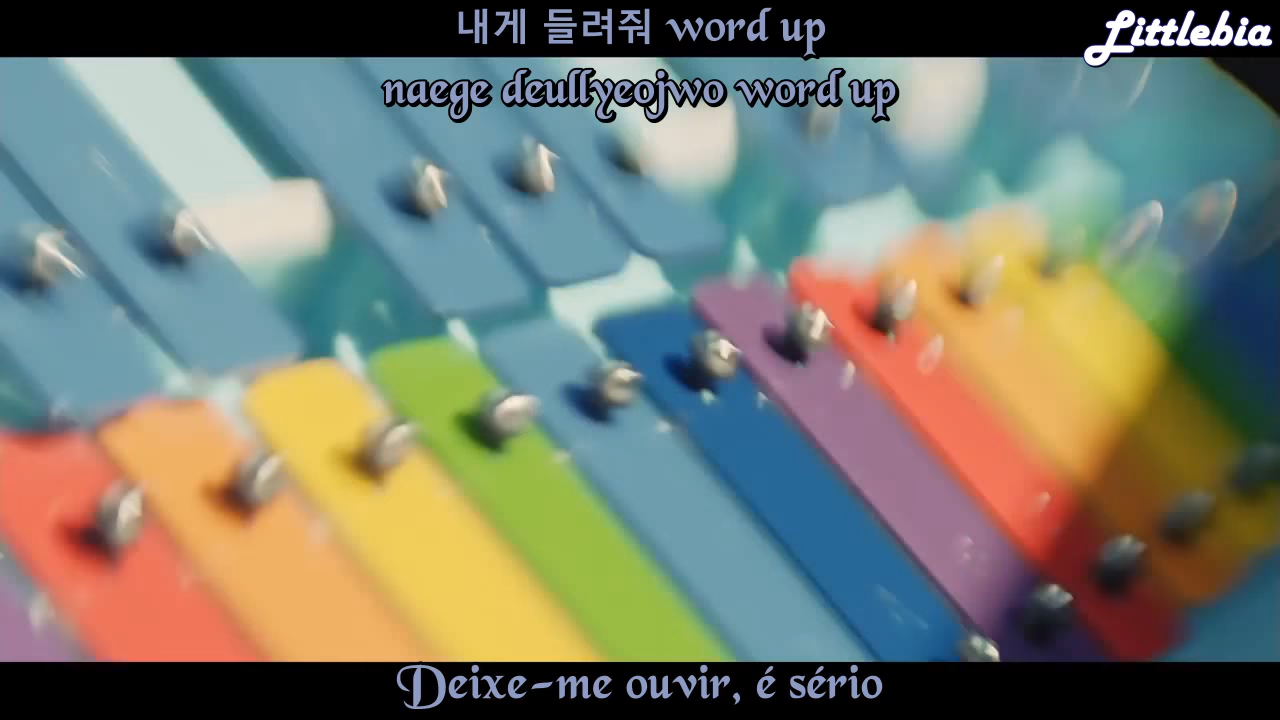 내게 들려줘 word up
Littlebia
naege deullyeojwo word up
Deixe-me ouvir, é sério